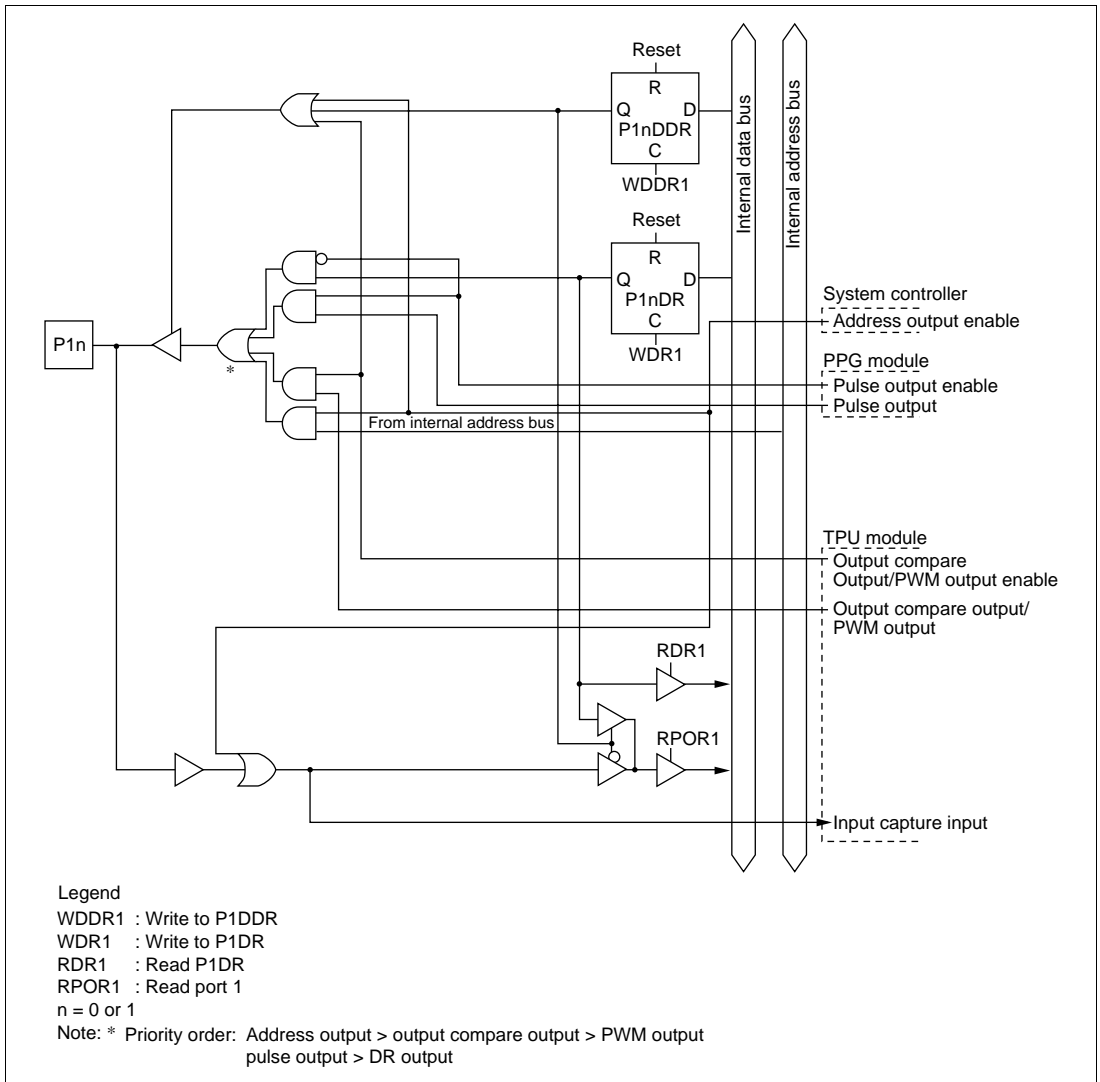 Reset
R
Q
D
P1nDDR
C
WDDR1
Reset
R
Q
D
P1nDR
C
WDR1
Internal data bus
Internal address bus
System controller
Address output enable
PPG module
Pulse output enable
Pulse output
P1n
*
From internal address bus
TPU module
Output compare
Output/PWM output enable
Output compare output/
PWM output
RDR1
RPOR1
Input capture input
Legend
WDDR1 : Write to P1DDR
WDR1 : Write to P1DR
RDR1 : Read P1DR
RPOR1 : Read port 1
n = 0 or 1
Note: * Priority order: Address output > output compare output > PWM output
pulse output > DR output